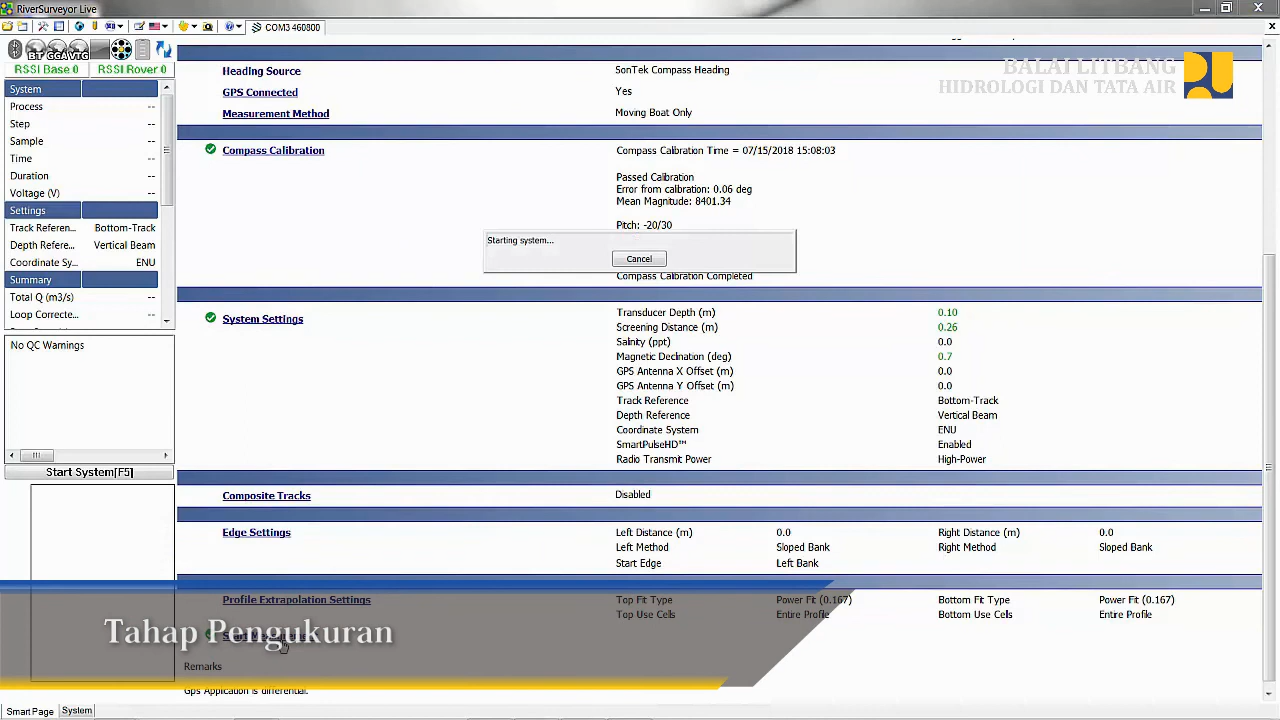 RiverSurveyor Live
COM3 460800
BT GGAVTG
RSSI Base 0 RSSI Rover 0
System
Process --
Step --
Sample --
Time --
Duration --
Voltage (V) --
Settings
Track Referen... Bottom-Track
Depth Refere... Vertical Beam
Coordinate Sy... ENU
Summary
Total Q (m3/s) --
Loop Correcte... --
No QC Warnings
Start System[F5]
Heading Source SonTek Compass Heading
GPS Connected Yes
Measurement Method Moving Boat Only
BALAI LITBANG
HIDROLOGI DAN TATA AIR
Compass Calibration Compass Calibration Time = 07/15/2018 15:08:03
Passed Calibration
Error from calibration: 0.06 deg
Mean Magnitude: 8401.34
Pitch: -20/30
Starting system...
Cancel
Compass Calibration Completed
System Settings Transducer Depth (m) 0.10
Screening Distance (m) 0.26
Salinity (ppt) 0.0
Magnetic Declination (deg) 0.7
GPS Antenna X Offset (m) 0.0
GPS Antenna Y Offset (m) 0.0
Track Reference Bottom-Track
Depth Reference Vertical Beam
Coordinate System ENU
SmartPulseHD™ Enabled
Radio Transmit Power High-Power
Composite Tracks Disabled
Edge Settings Left Distance (m) 0.0 Right Distance (m) 0.0
Left Method Sloped Bank Right Method Sloped Bank
Start Edge Left Bank
Profile Extrapolation Settings Top Fit Type Power Fit (0.167) Bottom Fit Type Power Fit (0.167)
Top Use Cells Entire Profile Bottom Use Cells Entire Profile
Tahap Pengukuran
Remarks
Gps Application is differential.
Smart Page System